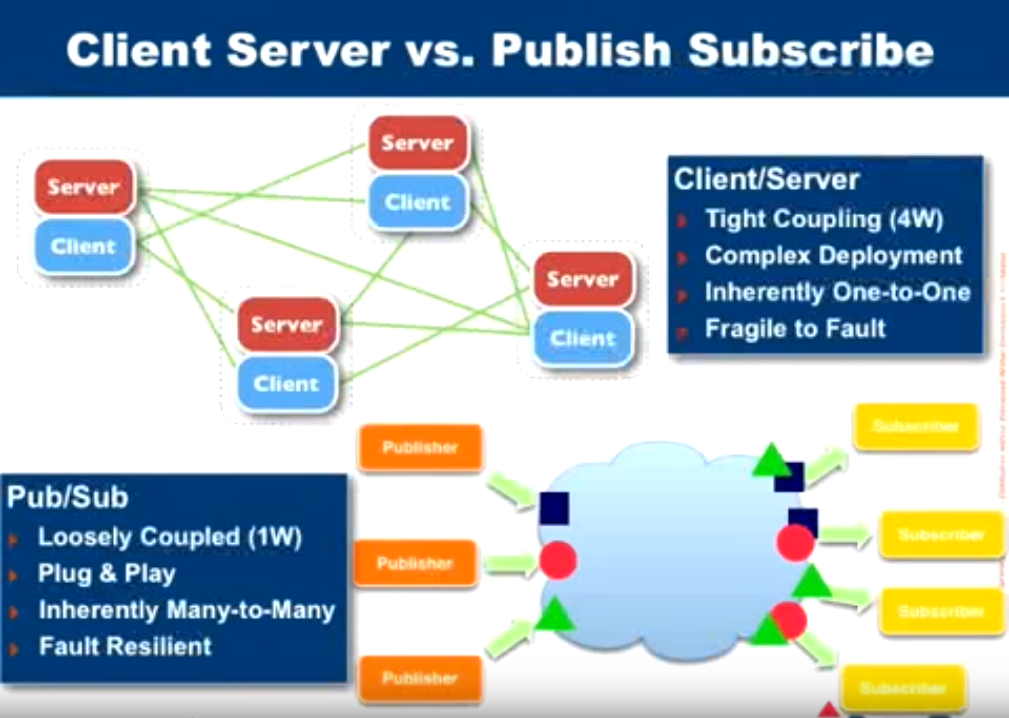 Client Server vs. Publish Subscribe
Server
Client
Server
Client
Server
Client
Server
Client
Client/Server
Tight Coupling (4W)
Complex Deployment
Inherently One-to-One
Fragile to Fault
Pub/Sub
Loosely Coupled (1W)
Plug & Play
Inherently Many-to-Many
Fault Resilient
Publisher
Publisher
Publisher
Subscriber
Subscriber
Subscriber
Subscriber